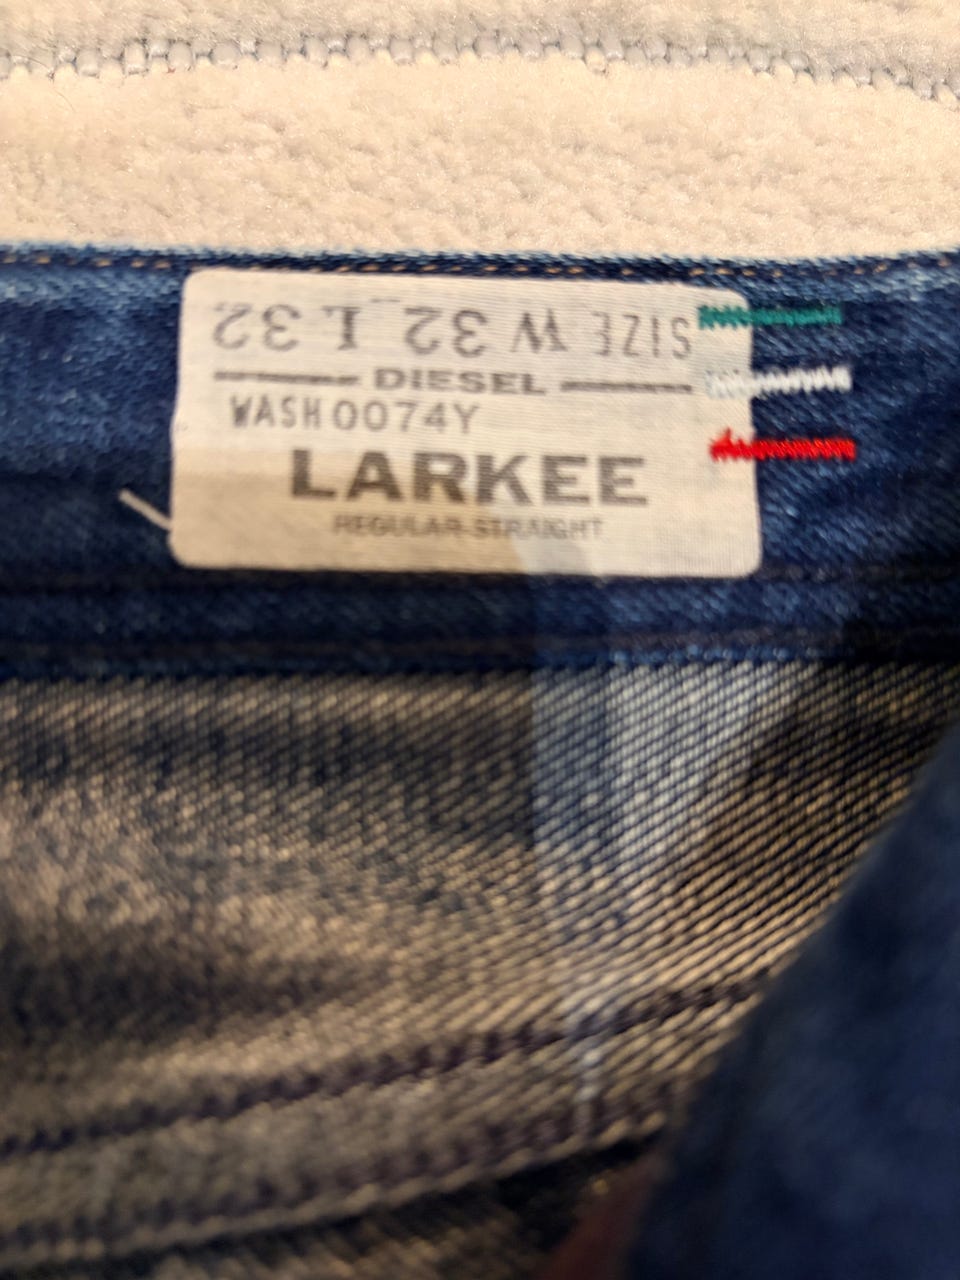 SIZE W 32 L 32
DIESEL
WASH 0074Y
LARKEE
REGULAR-STRAIGHT